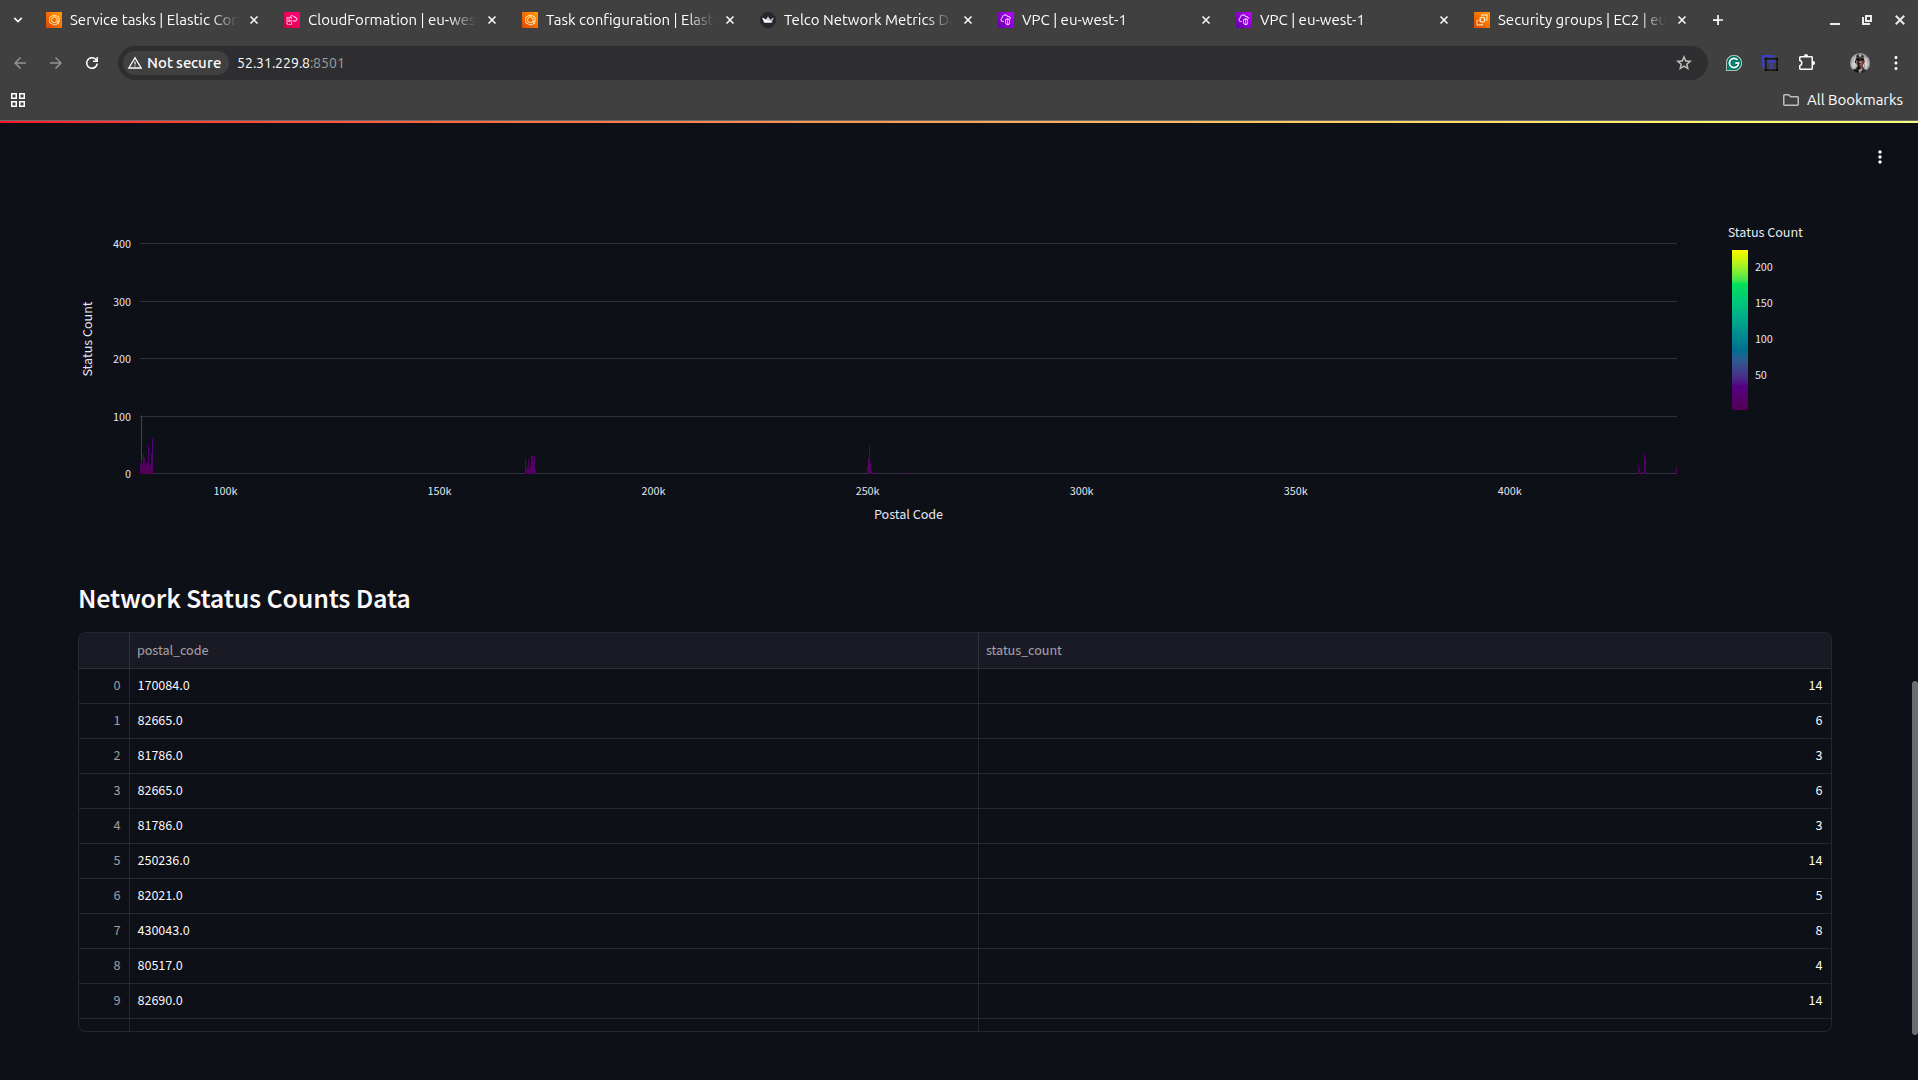 Service tasks | Elastic Con
CloudFormation | eu-wes
Task configuration | Elast
Telco Network Metrics D
VPC | eu-west-1
VPC | eu-west-1
Security groups | EC2 | eu
Not secure
52.31.229.8:8501
All Bookmarks
Status Count
400
300
200
100
0
Status Count
200
150
100
50
100k 150k 200k 250k 300k 350k 400k
Postal Code
Network Status Counts Data
postal_code status_count
0 170084.0 14
1 82665.0 6
2 81786.0 3
3 82665.0 6
4 81786.0 3
5 250236.0 14
6 82021.0 5
7 430043.0 8
8 80517.0 4
9 82690.0 14